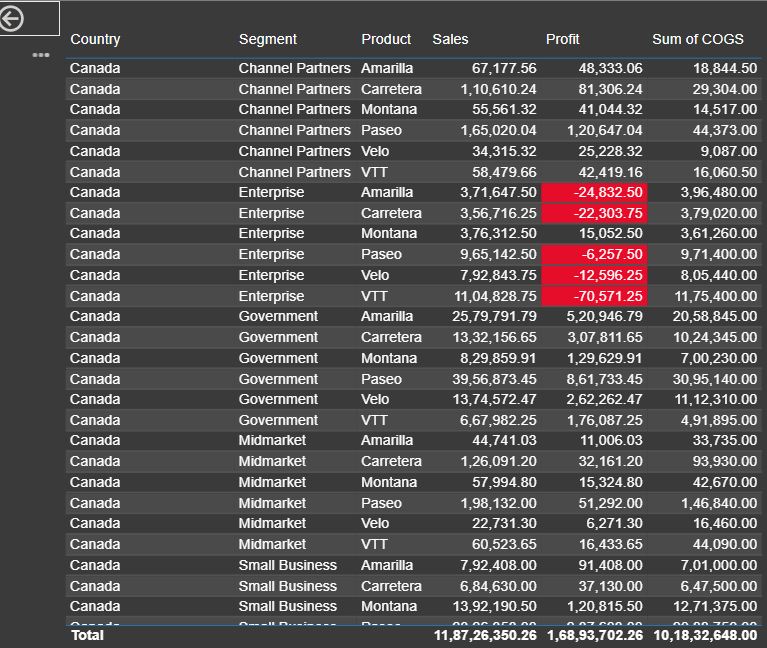 Country Segment Product Sales Profit Sum of COGS
Canada Channel Partners Amarilla 67,177.56 48,333.06 18,844.50
Canada Channel Partners Carretera 1,10,610.24 81,306.24 29,304.00
Canada Channel Partners Montana 55,561.32 41,044.32 14,517.00
Canada Channel Partners Paseo 1,65,020.04 1,20,647.04 44,373.00
Canada Channel Partners Velo 34,315.32 25,228.32 9,087.00
Canada Channel Partners VTT 58,479.66 42,419.16 16,060.50
Canada Enterprise Amarilla 3,71,647.50 -24,832.50 3,96,480.00
Canada Enterprise Carretera 3,56,716.25 -22,303.75 3,79,020.00
Canada Enterprise Montana 3,76,312.50 15,052.50 3,61,260.00
Canada Enterprise Paseo 9,65,142.50 -6,257.50 9,71,400.00
Canada Enterprise Velo 7,92,843.75 -12,596.25 8,05,440.00
Canada Enterprise VTT 11,04,828.75 -70,571.25 11,75,400.00
Canada Government Amarilla 25,79,791.79 5,20,946.79 20,58,845.00
Canada Government Carretera 13,32,156.65 3,07,811.65 10,24,345.00
Canada Government Montana 8,29,859.91 1,29,629.91 7,00,230.00
Canada Government Paseo 39,56,873.45 8,61,733.45 30,95,140.00
Canada Government Velo 13,74,572.47 2,62,262.47 11,12,310.00
Canada Government VTT 6,67,982.25 1,76,087.25 4,91,895.00
Canada Midmarket Amarilla 44,741.03 11,006.03 33,735.00
Canada Midmarket Carretera 1,26,091.20 32,161.20 93,930.00
Canada Midmarket Montana 57,994.80 15,324.80 42,670.00
Canada Midmarket Paseo 1,98,132.00 51,292.00 1,46,840.00
Canada Midmarket Velo 22,731.30 6,271.30 16,460.00
Canada Midmarket VTT 60,523.65 16,433.65 44,090.00
Canada Small Business Amarilla 7,92,408.00 91,408.00 7,01,000.00
Canada Small Business Carretera 6,84,630.00 37,130.00 6,47,500.00
Canada Small Business Montana 13,92,190.50 1,20,815.50 12,71,375.00
Canada Small Business Paseo
Total 11,87,26,350.26 1,68,93,702.26 10,18,32,648.00